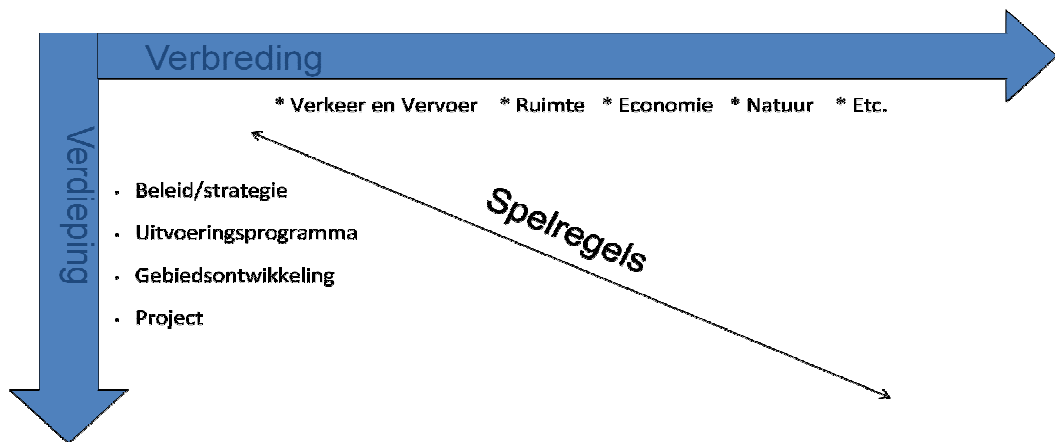 Verbreding
* Verkeer en Vervoer * Ruimte * Economie * Natuur * Etc.
Verdieping
• Beleid/strategie
• Uitvoeringsprogramma
• Gebiedsontwikkeling
• Project
Spelregels